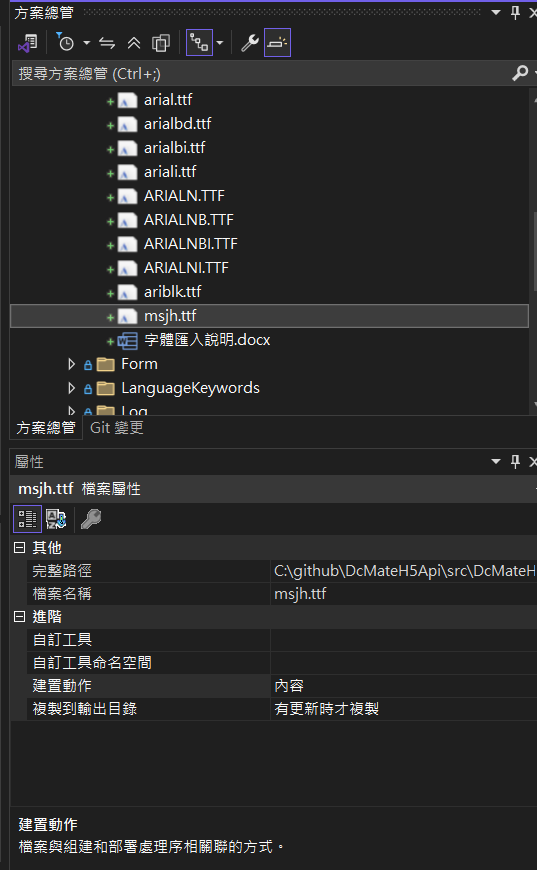 方案總管
搜尋方案總管 (Ctrl+;)
arial.ttf
arialbd.ttf
arialbi.ttf
ariali.ttf
ARIALN.TTF
ARIALNB.TTF
ARIALNBI.TTF
ARIALNI.TTF
ariblk.ttf
msjh.ttf
字體匯入說明.docx
Form
LanguageKeywords
Log
方案總管 Git 變更
屬性
msjh.ttf 檔案屬性
其他
完整路徑 C:\github\DcMateH5Api\src\DcMateH
檔案名稱 msjh.ttf
進階
自訂工具
自訂工具命名空間
建置動作 內容
複製到輸出目錄 有更新時才複製
建置動作
檔案與組建和部署處理序相關聯的方式。